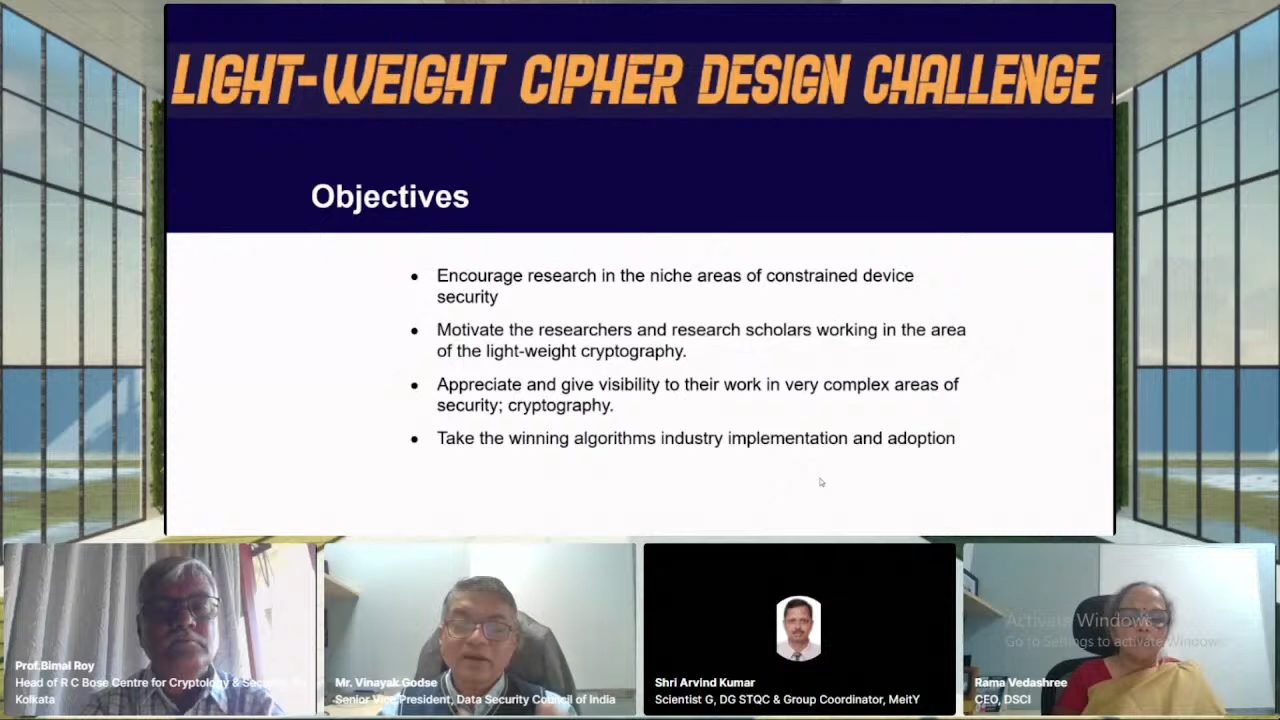 LIGHT-WEIGHT CIPHER DESIGN CHALLENGE
Objectives
• Encourage research in the niche areas of constrained device
security
• Motivate the researchers and research scholars working in the area
of the light-weight cryptography.
• Appreciate and give visibility to their work in very complex areas of
security; cryptography.
• Take the winning algorithms industry implementation and adoption
Prof.Bimal Roy
Head of R C Bose Centre for Cryptology &
Kolkata
Mr. Vinayak Godse
Senior Vice President, Data Security Council of India
Shri Arvind Kumar
Scientist G, DG STQC & Group Coordinator, MeitY
Activate Windows
Go to Settings to activate Windows.
Rama Vedashree
CEO, DSCI